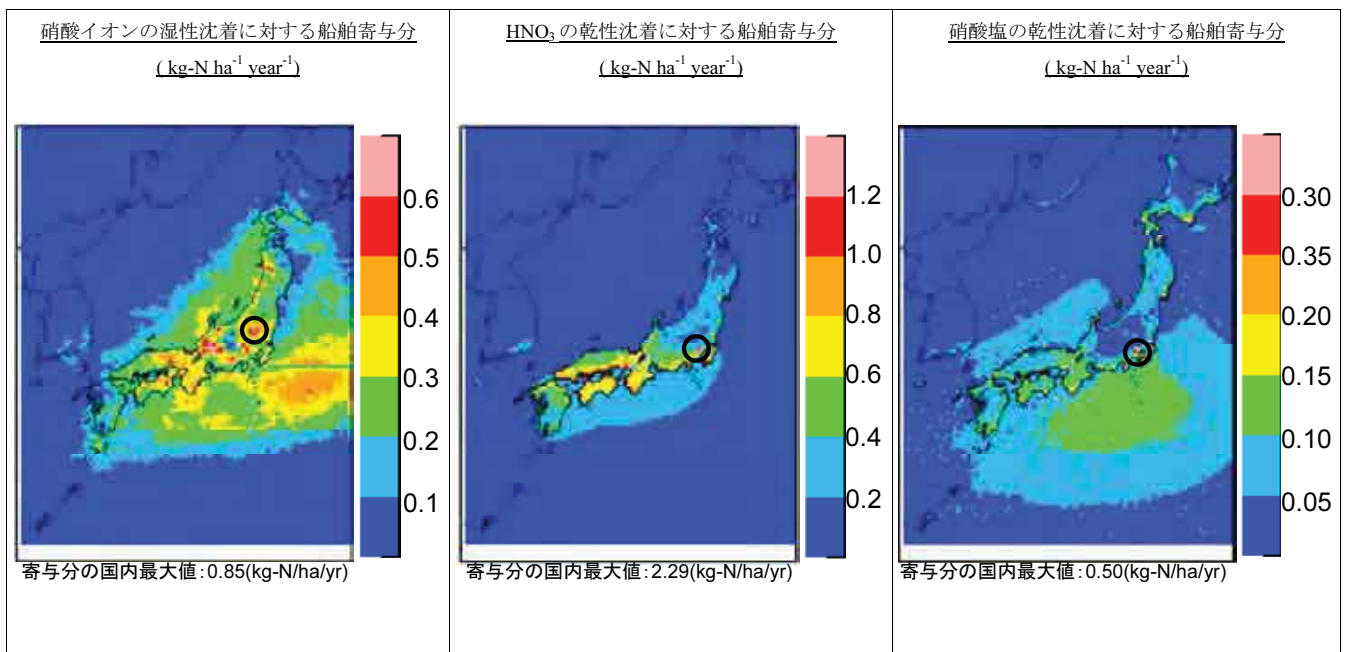 硝酸イオンの湿性沈着に対する船舶寄与分
( kg-N ha-1 year-1)
0.6
0.5
0.4
0.3
0.2
0.1
寄与分の国内最大値：0.85(kg-N/ha/yr)
HNO3 の乾性沈着に対する船舶寄与分
( kg-N ha-1 year-1)
1.2
1.0
0.8
0.6
0.4
0.2
寄与分の国内最大値：2.29(kg-N/ha/yr)
硝酸塩の乾性沈着に対する船舶寄与分
( kg-N ha-1 year-1)
0.30
0.35
0.20
0.15
0.10
0.05
寄与分の国内最大値：0.50(kg-N/ha/yr)